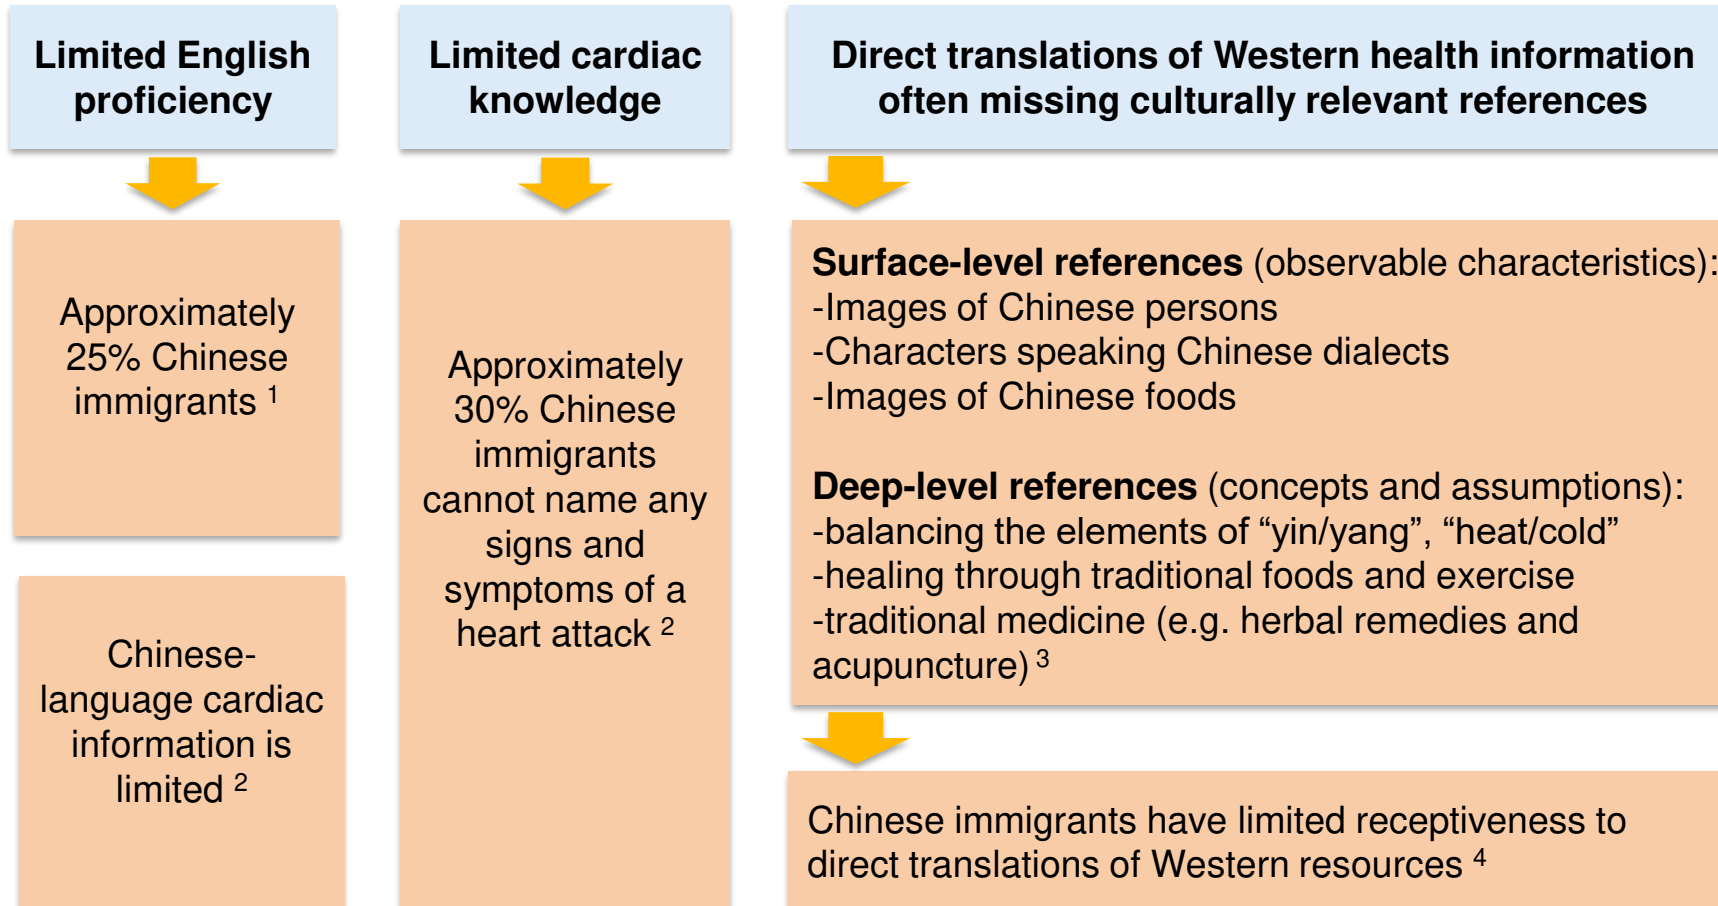 Limited English
proficiency
Approximately
25% Chinese
immigrants 1
Chinese-
language cardiac
information is
limited 2
Limited cardiac
knowledge
Approximately
30% Chinese
immigrants
cannot name any
signs and
symptoms of a
heart attack 2
Direct translations of Western health information
often missing culturally relevant references
Surface-level references (observable characteristics):
-Images of Chinese persons
-Characters speaking Chinese dialects
-Images of Chinese foods
Deep-level references (concepts and assumptions):
-balancing the elements of “yin/yang”, “heat/cold”
-healing through traditional foods and exercise
-traditional medicine (e.g. herbal remedies and
acupuncture) 3
Chinese immigrants have limited receptiveness to
direct translations of Western resources 4